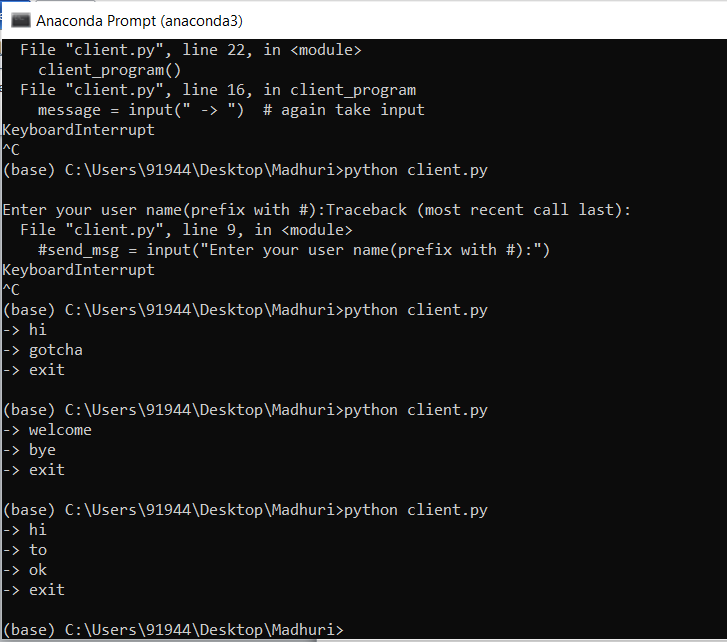 Anaconda Prompt (anaconda3)
  File "client.py", line 22, in <module>
    client_program()
  File "client.py", line 16, in client_program
    message = input(" -> ")  # again take input
KeyboardInterrupt
^C
(base) C:\Users\91944\Desktop\Madhuri>python client.py
Enter your user name(prefix with #):Traceback (most recent call last):
  File "client.py", line 9, in <module>
    #send_msg = input("Enter your user name(prefix with #):")
KeyboardInterrupt
^C
(base) C:\Users\91944\Desktop\Madhuri>python client.py
-> hi
-> gotcha
-> exit
(base) C:\Users\91944\Desktop\Madhuri>python client.py
-> welcome
-> bye
-> exit
(base) C:\Users\91944\Desktop\Madhuri>python client.py
-> hi
-> to
-> ok
-> exit
(base) C:\Users\91944\Desktop\Madhuri>